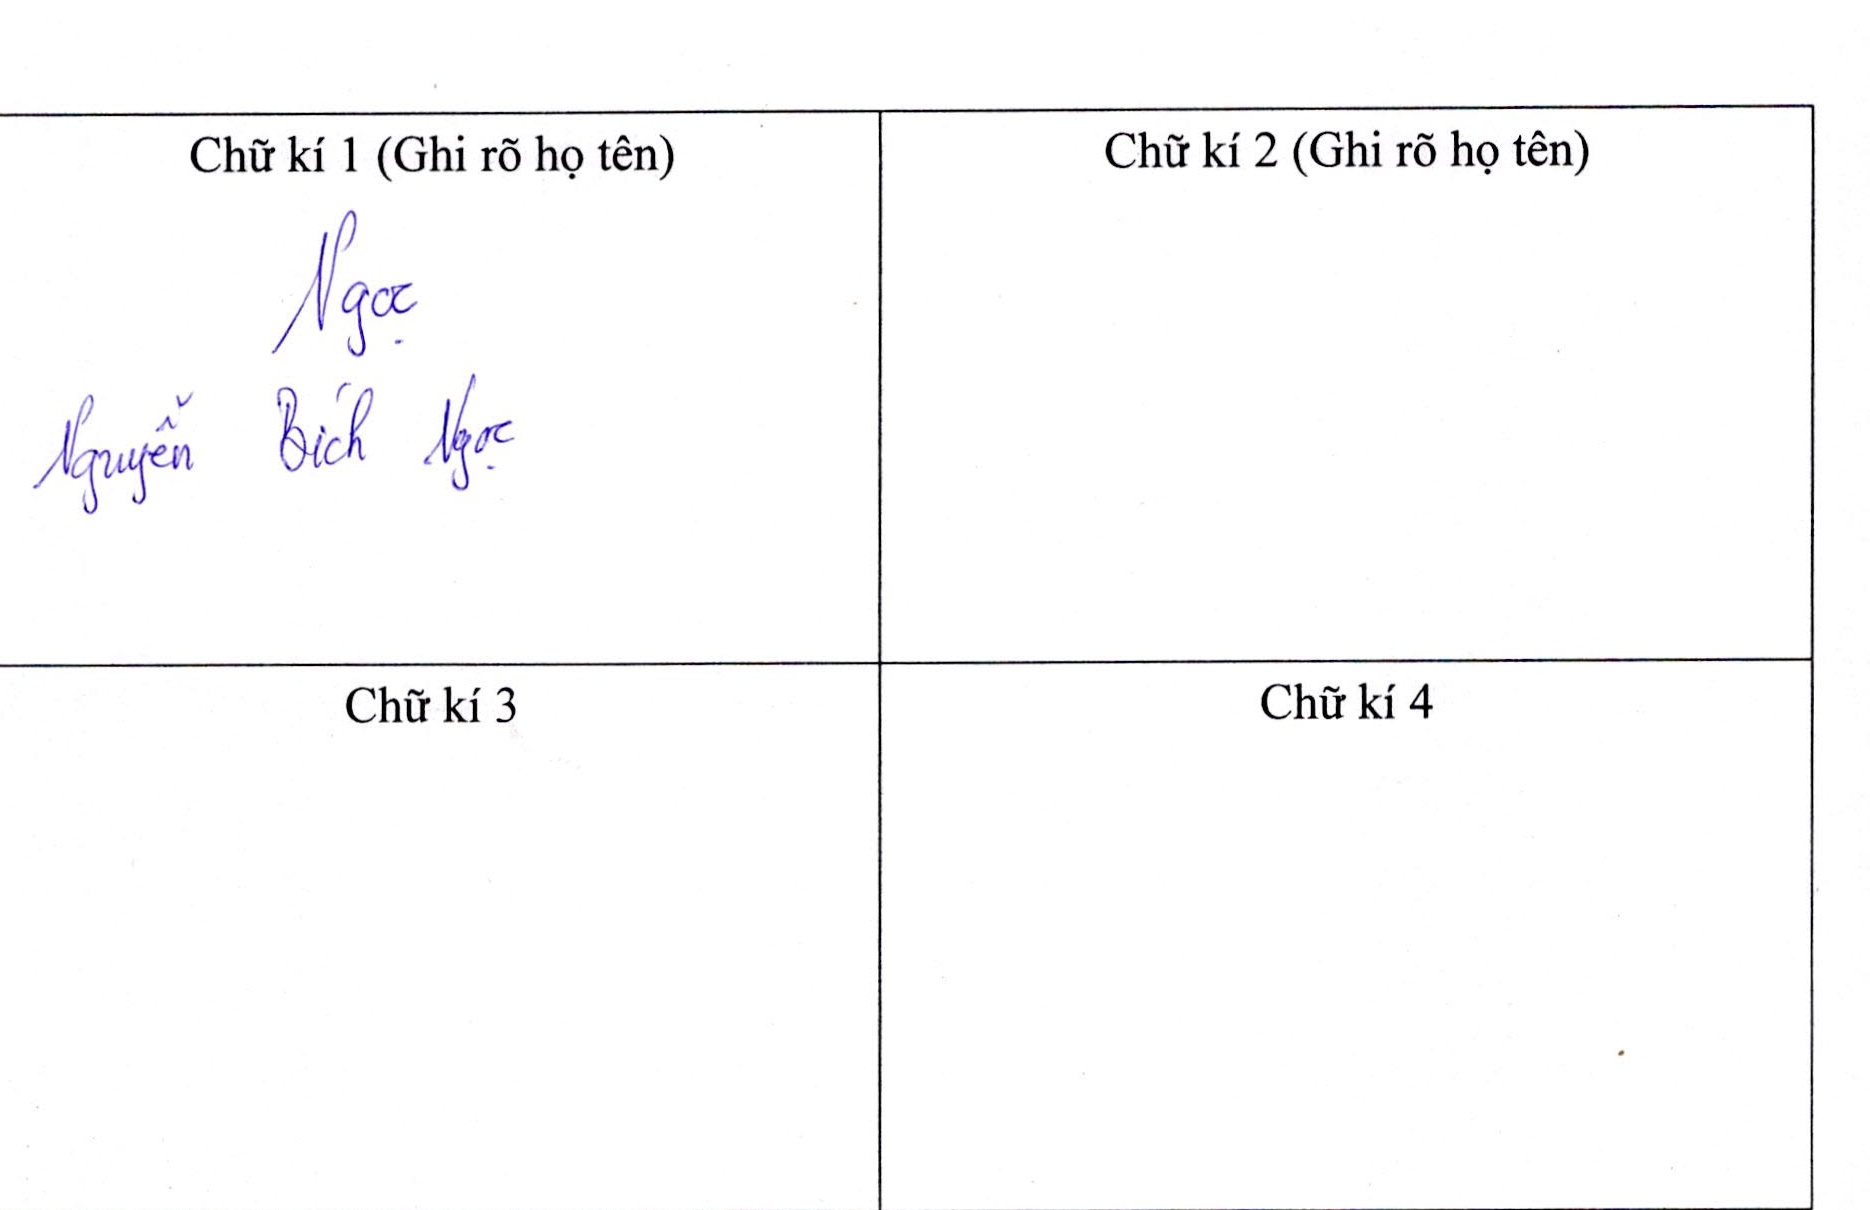 Chữ kí 1 (Ghi rõ họ tên)
Ngọc
Nguyễn Bích Ngọc
Chữ kí 2 (Ghi rõ họ tên)
Chữ kí 3
Chữ kí 4